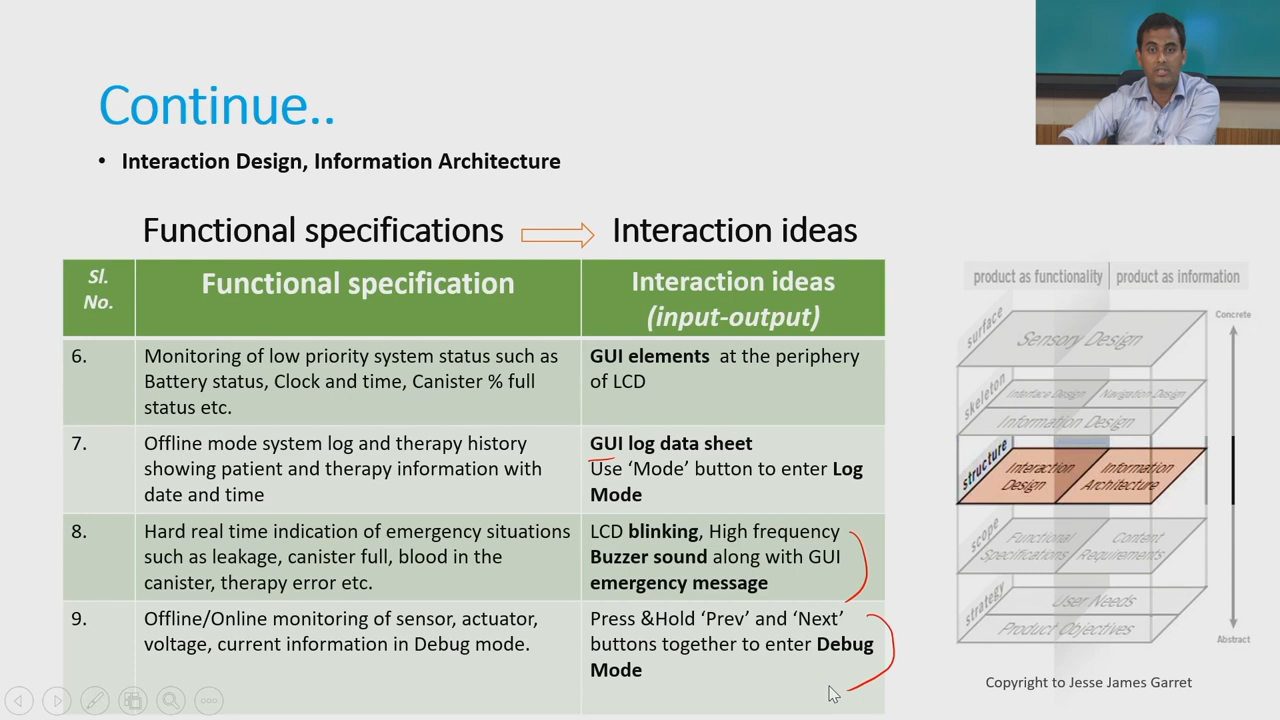 Continue..
• Interaction Design, Information Architecture
Functional specifications
Interaction ideas
Sl.
No.
Functional specification
Interaction ideas
(input-output)
6.
Monitoring of low priority system status such as
Battery status, Clock and time, Canister % full
status etc.
GUI elements at the periphery
of LCD
7.
Offline mode system log and therapy history
showing patient and therapy information with
date and time
GUI log data sheet
Use ‘Mode’ button to enter Log
Mode
8.
Hard real time indication of emergency situations
such as leakage, canister full, blood in the
canister, therapy error etc.
LCD blinking, High frequency
Buzzer sound along with GUI
emergency message
9.
Offline/Online monitoring of sensor, actuator,
voltage, current information in Debug mode.
Press &Hold ‘Prev’ and ‘Next’
buttons together to enter Debug
Mode
product as functionality
product as information
Concrete
surface
Sensory Design
skeleton
Interface Design
Navigation Design
Information Design
structure
Interaction
Design
Information
Architecture
scope
Functional
Specifications
Content
Requirements
strategy
User Needs
Product Objectives
Abstract
Copyright to Jesse James Garret